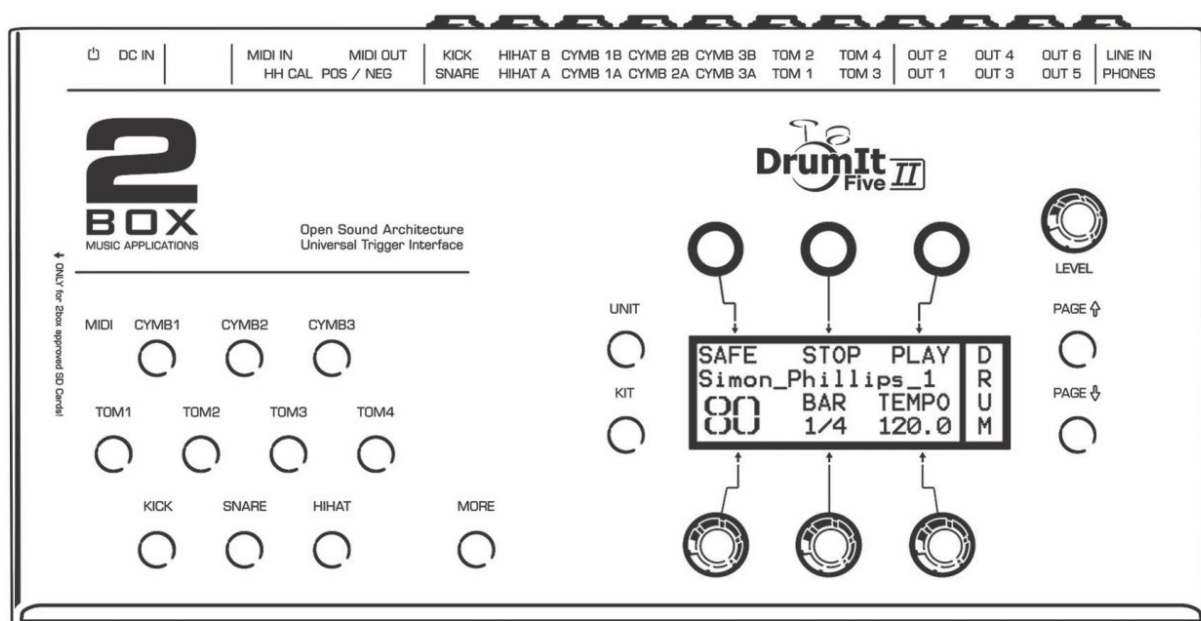 DC IN
MIDI IN MIDI OUT KICK HIHAT B CYMB 1B CYMB 2B CYMB 3B TOM 2 TOM 4 OUT 2 OUT 4 OUT 6 LINE IN
HH CAL POS / NEG SNARE HIHAT A CYMB 1A CYMB 2A CYMB 3A TOM 1 TOM 3 OUT 1 OUT 3 OUT 5 PHONES
2
BOX
MUSIC APPLICATIONS
Open Sound Architecture
Universal Trigger Interface
ONLY for 2box approved SD Cards!
DrumIt
Five II
LEVEL
MIDI CYMB1 CYMB2 CYMB3
TOM1 TOM2 TOM3 TOM4
KICK SNARE HIHAT MORE
UNIT
KIT
SAFE STOP PLAY
Simon_Phillips_1
80 BAR TEMPO
1/4 120.0
DRUM
PAGE
PAGE